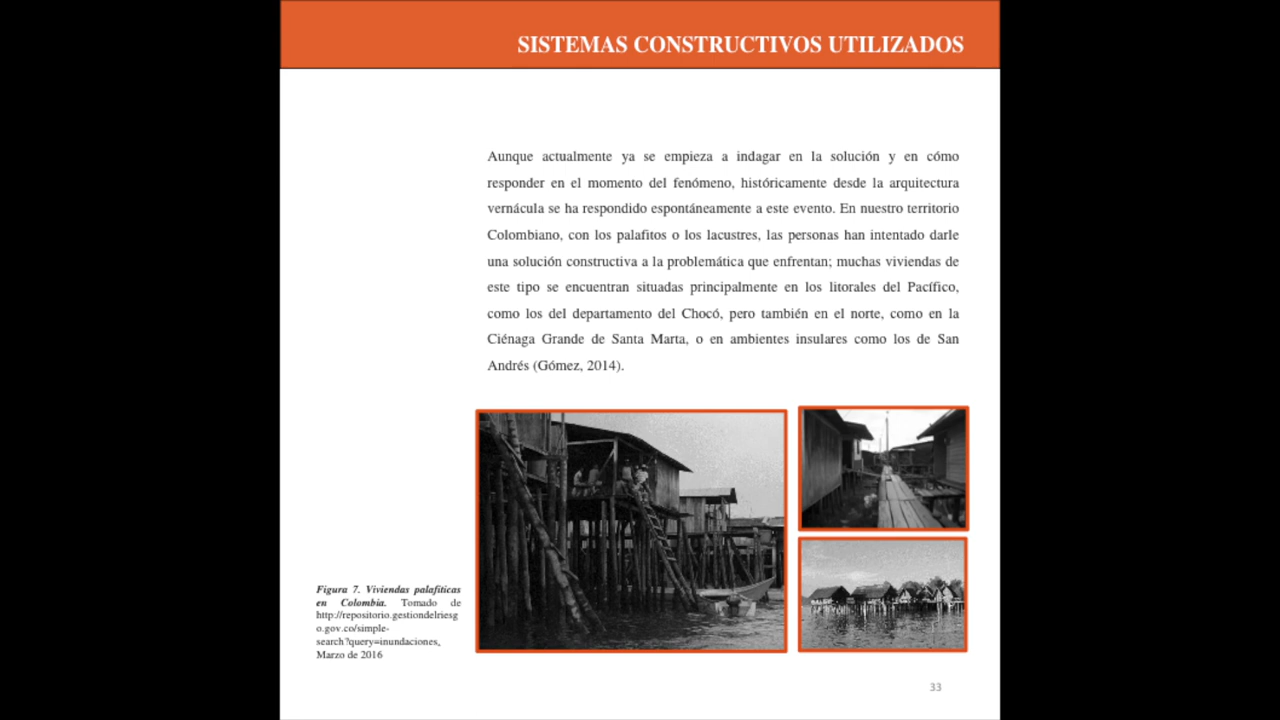 SISTEMAS CONSTRUCTIVOS UTILIZADOS
Aunque actualmente ya se empieza a indagar en la solución y en cómo
responder en el momento del fenómeno, históricamente desde la arquitectura
vernácula se ha respondido espontáneamente a este evento. En nuestro territorio
Colombiano, con los palafitos o los lacustres, las personas han intentado darle
una solución constructiva a la problemática que enfrentan; muchas viviendas de
este tipo se encuentran situadas principalmente en los litorales del Pacífico,
como los del departamento del Chocó, pero también en el norte, como en la
Ciénaga Grande de Santa Marta, o en ambientes insulares como los de San
Andrés (Gómez, 2014).
Figura 7. Viviendas palafíticas
en Colombia. Tomado de
http://repositorio.gestiondelriesg
o.gov.co/simple-
search?query=inundaciones,
Marzo de 2016
33